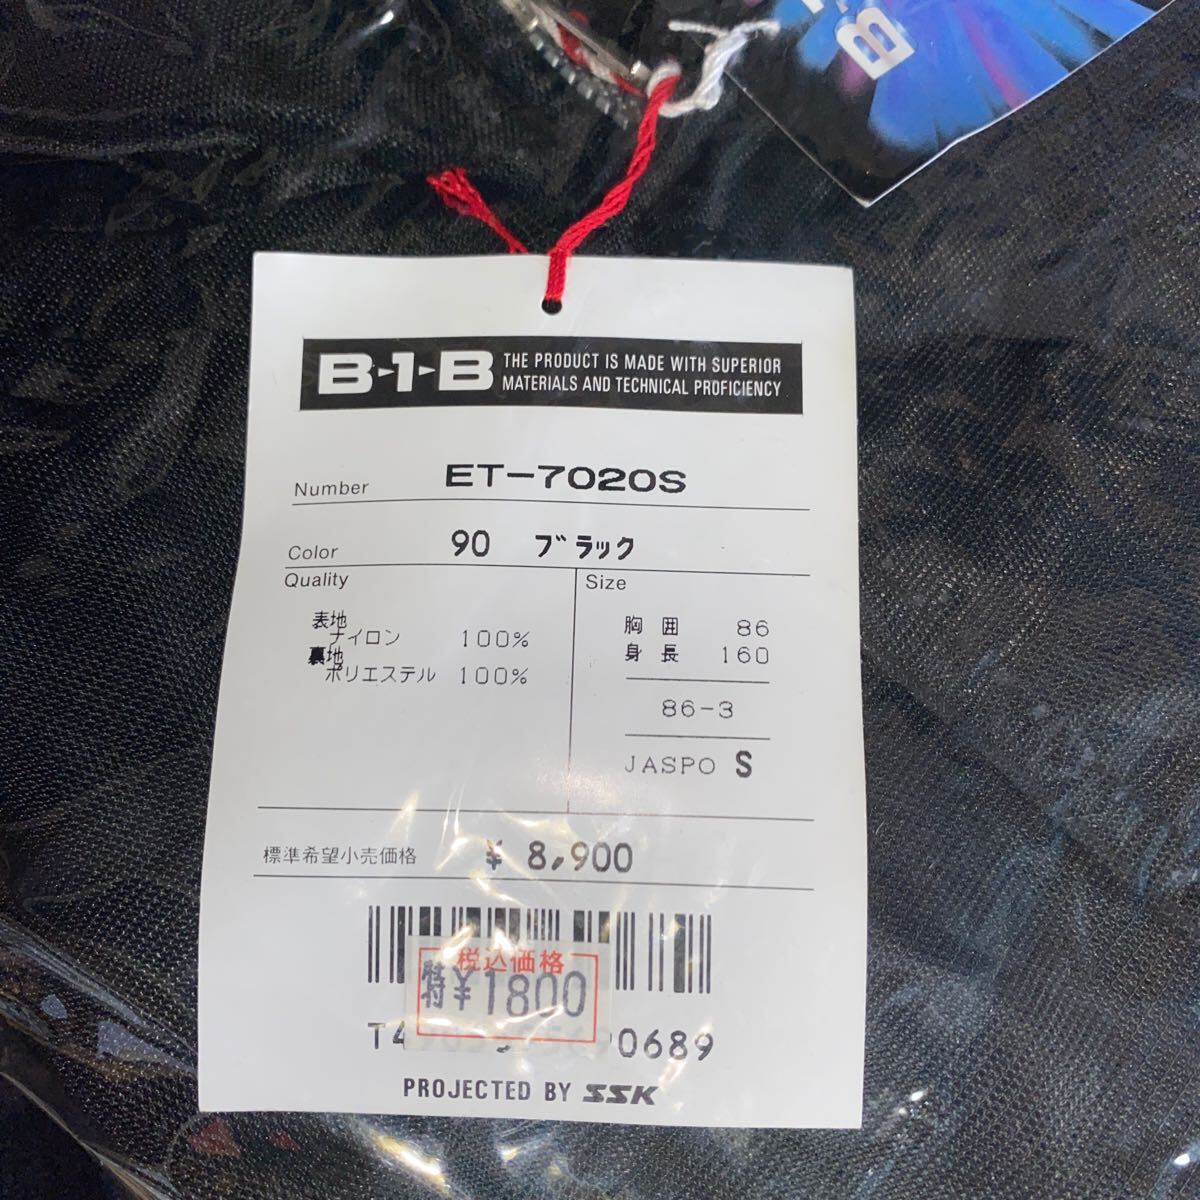 B
B-1-B THE PRODUCT IS MADE WITH SUPERIOR
MATERIALS AND TECHNICAL PROFICIENCY
Number ET-7020S
Color 90 ブラック
Quality
表地
ナイロン 100%
裏地
ポリエステル 100%
Size
胸囲 86
身長 160
86-3
JASPO S
標準希望小売価格 ¥ 8,900
税込価格
特¥1800
T4 0689
PROJECTED BY SSK